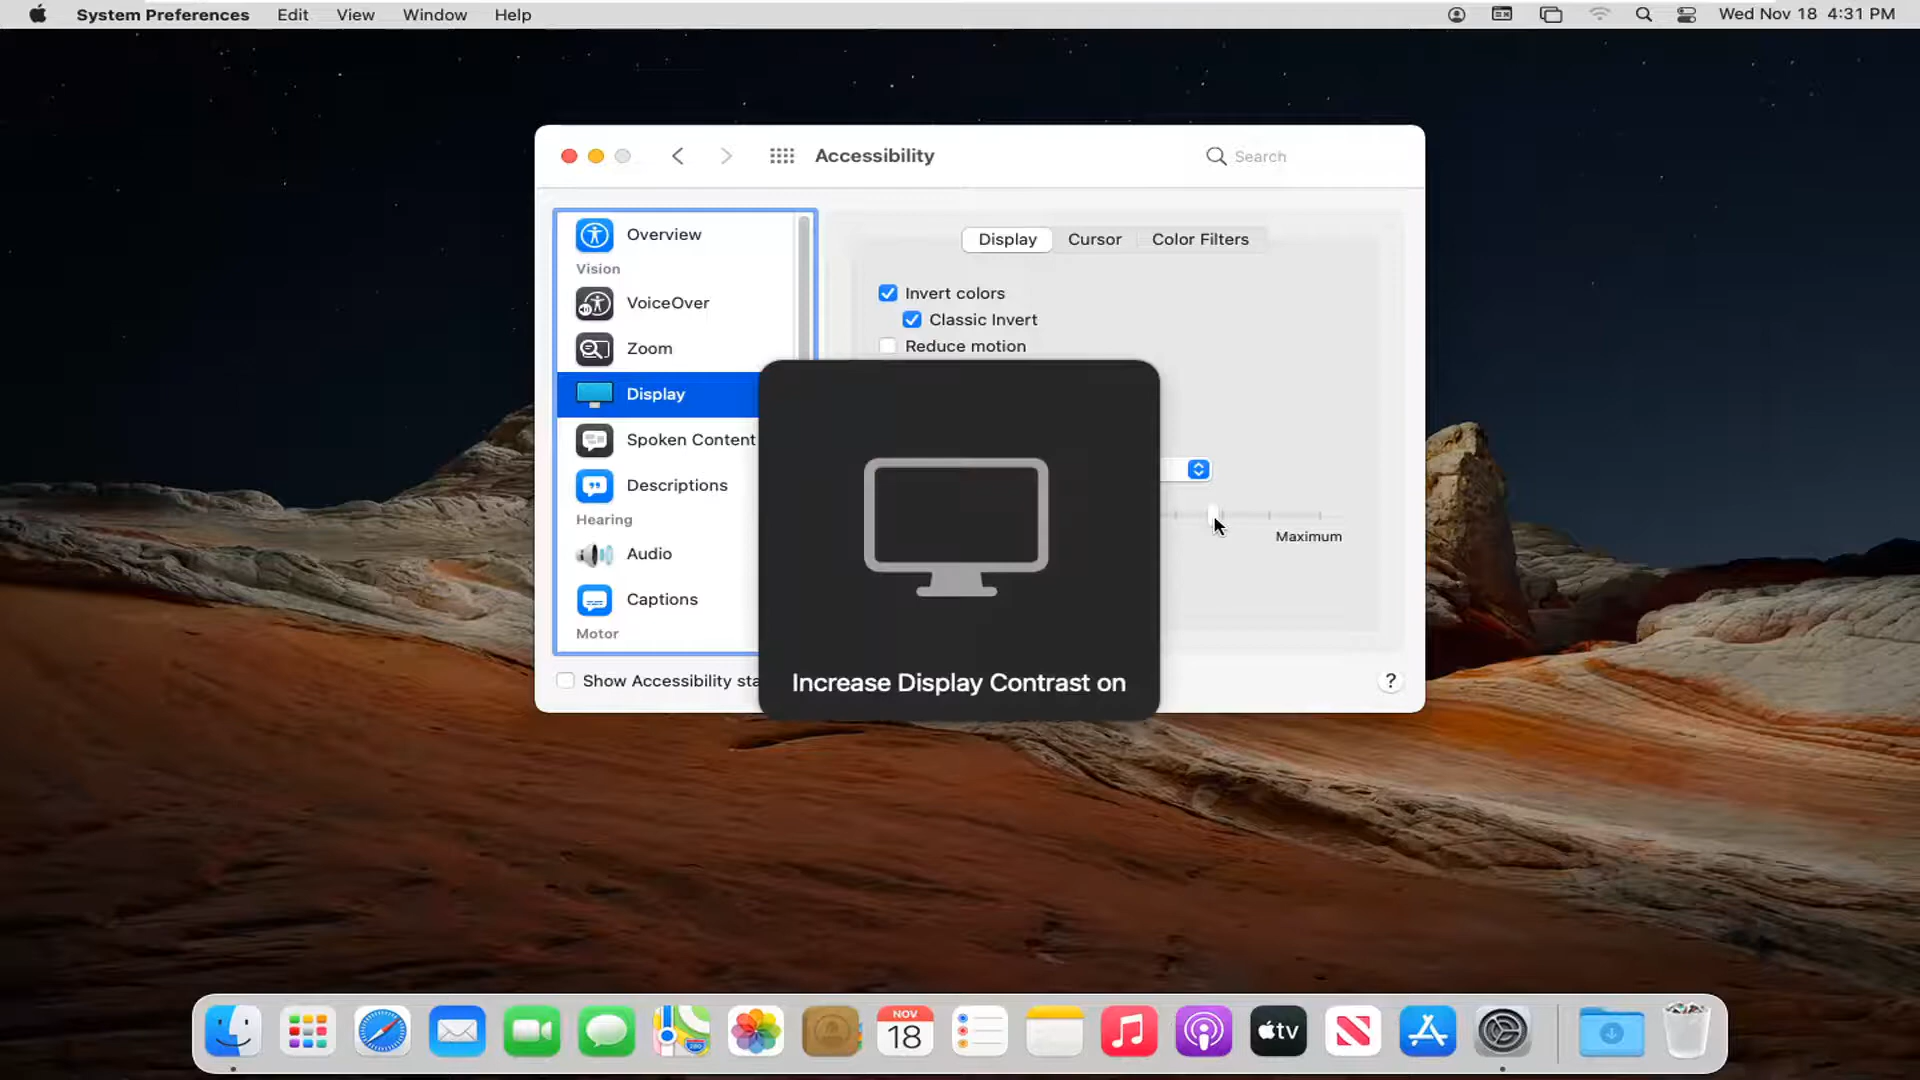 System Preferences Edit View Window Help Wed Nov 18 4:31 PM
Accessibility Search
Overview
Vision
VoiceOver
Zoom
Display
Spoken Content
Descriptions
Hearing
Audio
Captions
Motor
Show Accessibility sta
Display Cursor Color Filters
Invert colors
Classic Invert
Reduce motion
Maximum
?
Increase Display Contrast on
NOV
18
tv